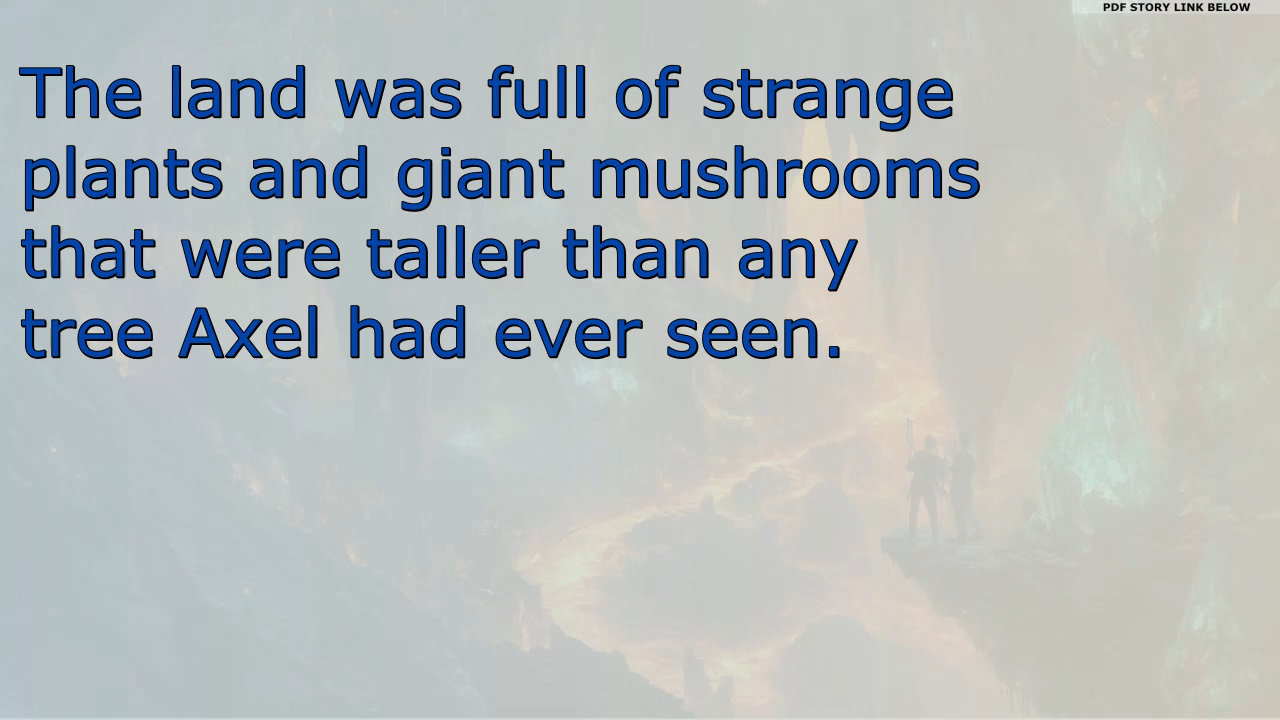 PDF STORY LINK BELOW
The land was full of strange
plants and giant mushrooms
that were taller than any
tree Axel had ever seen.